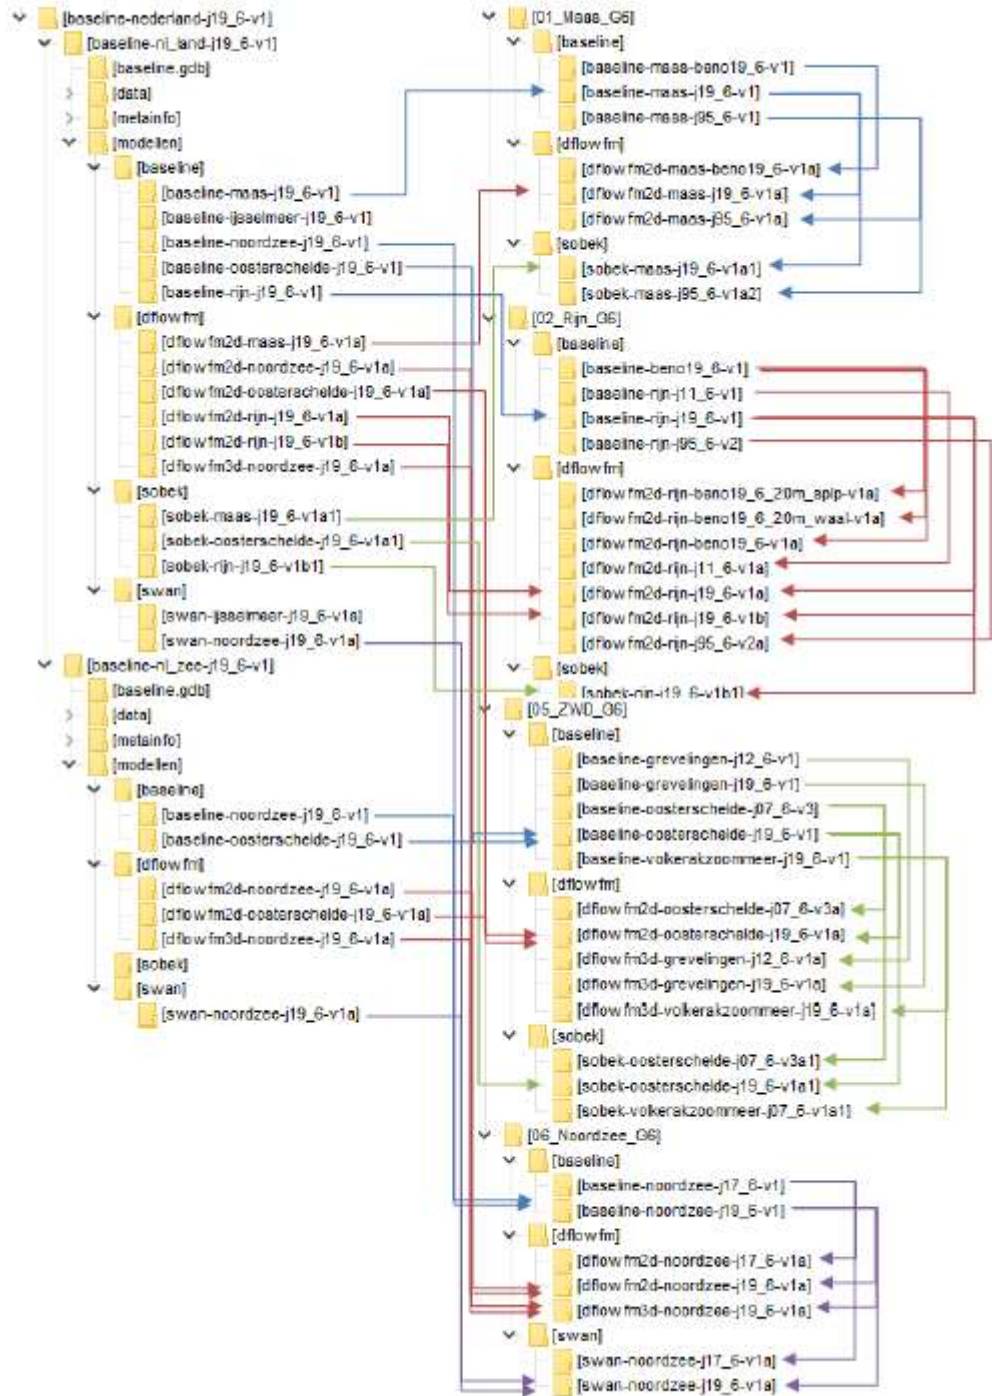 [baseline-nederland-j19_6-v1]
[baseline-nl_land-j19_6-v1]
[baseline.gdb]
[data]
[metainfo]
[modellen]
[baseline]
[baseline-maas-j19_6-v1]
[baseline-ijsselmeer-j19_6-v1]
[baseline-noordzee-j19_6-v1]
[baseline-oosterschelde-j19_6-v1]
[baseline-rijn-j19_6-v1]
[dflowfm]
[dflowfm2d-maas-j19_6-v1a]
[dflowfm2d-noordzee-j19_6-v1a]
[dflowfm2d-oosterschelde-j19_6-v1a]
[dflowfm2d-rijn-j19_6-v1a]
[dflowfm2d-rijn-j19_6-v1b]
[dflowfm3d-noordzee-j19_6-v1a]
[sobek]
[sobek-maas-j19_6-v1a1]
[sobek-oosterschelde-j19_6-v1a1]
[sobek-rijn-j19_6-v1b1]
[swan]
[swan-ijsselmeer-j19_6-v1a]
[swan-noordzee-j19_6-v1a]
[baseline-nl_zee-j19_6-v1]
[baseline.gdb]
[data]
[metainfo]
[modellen]
[baseline]
[baseline-noordzee-j19_6-v1]
[baseline-oosterschelde-j19_6-v1]
[dflowfm]
[dflowfm2d-noordzee-j19_6-v1a]
[dflowfm2d-oosterschelde-j19_6-v1a]
[dflowfm3d-noordzee-j19_6-v1a]
[sobek]
[swan]
[swan-noordzee-j19_6-v1a]
[01_Maas_G6]
[baseline]
[baseline-maas-beno19_6-v1]
[baseline-maas-j19_6-v1]
[baseline-maas-j95_6-v1]
[dflowfm]
[dflowfm2d-maas-beno19_6-v1a]
[dflowfm2d-maas-j19_6-v1a]
[dflowfm2d-maas-j95_6-v1a]
[sobek]
[sobek-maas-j19_6-v1a1]
[sobek-maas-j95_6-v1a2]
[02_Rijn_G6]
[baseline]
[baseline-beno19_6-v1]
[baseline-rijn-j11_6-v1]
[baseline-rijn-j19_6-v1]
[baseline-rijn-j95_6-v2]
[dflowfm]
[dflowfm2d-rijn-beno19_6_20m_splp-v1a]
[dflowfm2d-rijn-beno19_6_20m_waal-v1a]
[dflowfm2d-rijn-beno19_6-v1a]
[dflowfm2d-rijn-j11_6-v1a]
[dflowfm2d-rijn-j19_6-v1a]
[dflowfm2d-rijn-j19_6-v1b]
[dflowfm2d-rijn-j95_6-v2a]
[sobek]
[sobek-rijn-j19_6-v1b1]
[05_ZWD_G6]
[baseline]
[baseline-grevelingen-j12_6-v1]
[baseline-grevelingen-j19_6-v1]
[baseline-oosterschelde-j07_6-v3]
[baseline-oosterschelde-j19_6-v1]
[baseline-volkerakzoommeer-j19_6-v1]
[dflowfm]
[dflowfm2d-oosterschelde-j07_6-v3a]
[dflowfm2d-oosterschelde-j19_6-v1a]
[dflowfm3d-grevelingen-j12_6-v1a]
[dflowfm3d-grevelingen-j19_6-v1a]
[dflowfm3d-volkerakzoommeer-j19_6-v1a]
[sobek]
[sobek-oosterschelde-j07_6-v3a1]
[sobek-oosterschelde-j19_6-v1a1]
[sobek-volkerakzoommeer-j07_6-v1a1]
[06_Noordzee_G6]
[baseline]
[baseline-noordzee-j17_6-v1]
[baseline-noordzee-j19_6-v1]
[dflowfm]
[dflowfm2d-noordzee-j17_6-v1a]
[dflowfm2d-noordzee-j19_6-v1a]
[dflowfm3d-noordzee-j19_6-v1a]
[swan]
[swan-noordzee-j17_6-v1a]
[swan-noordzee-j19_6-v1a]